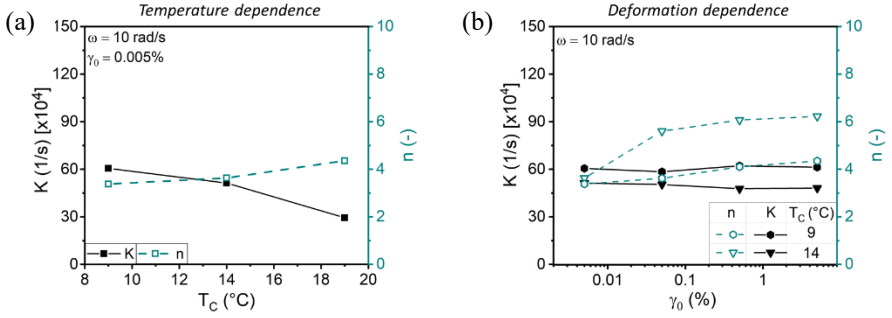 Temperature dependence
(a)
ω = 10 rad/s
γ0 = 0.005%
K (1/s) [x10⁴]
150
120
90
60
30
0
10
8
6
4
2
0
n (-)
K n
8 10 12 14 16 18 20
TC (°C)
Deformation dependence
(b)
ω = 10 rad/s
K (1/s) [x10⁴]
150
120
90
60
30
0
10
8
6
4
2
0
n (-)
n K TC (°C)
9
14
0.01 0.1 1
γ0 (%)